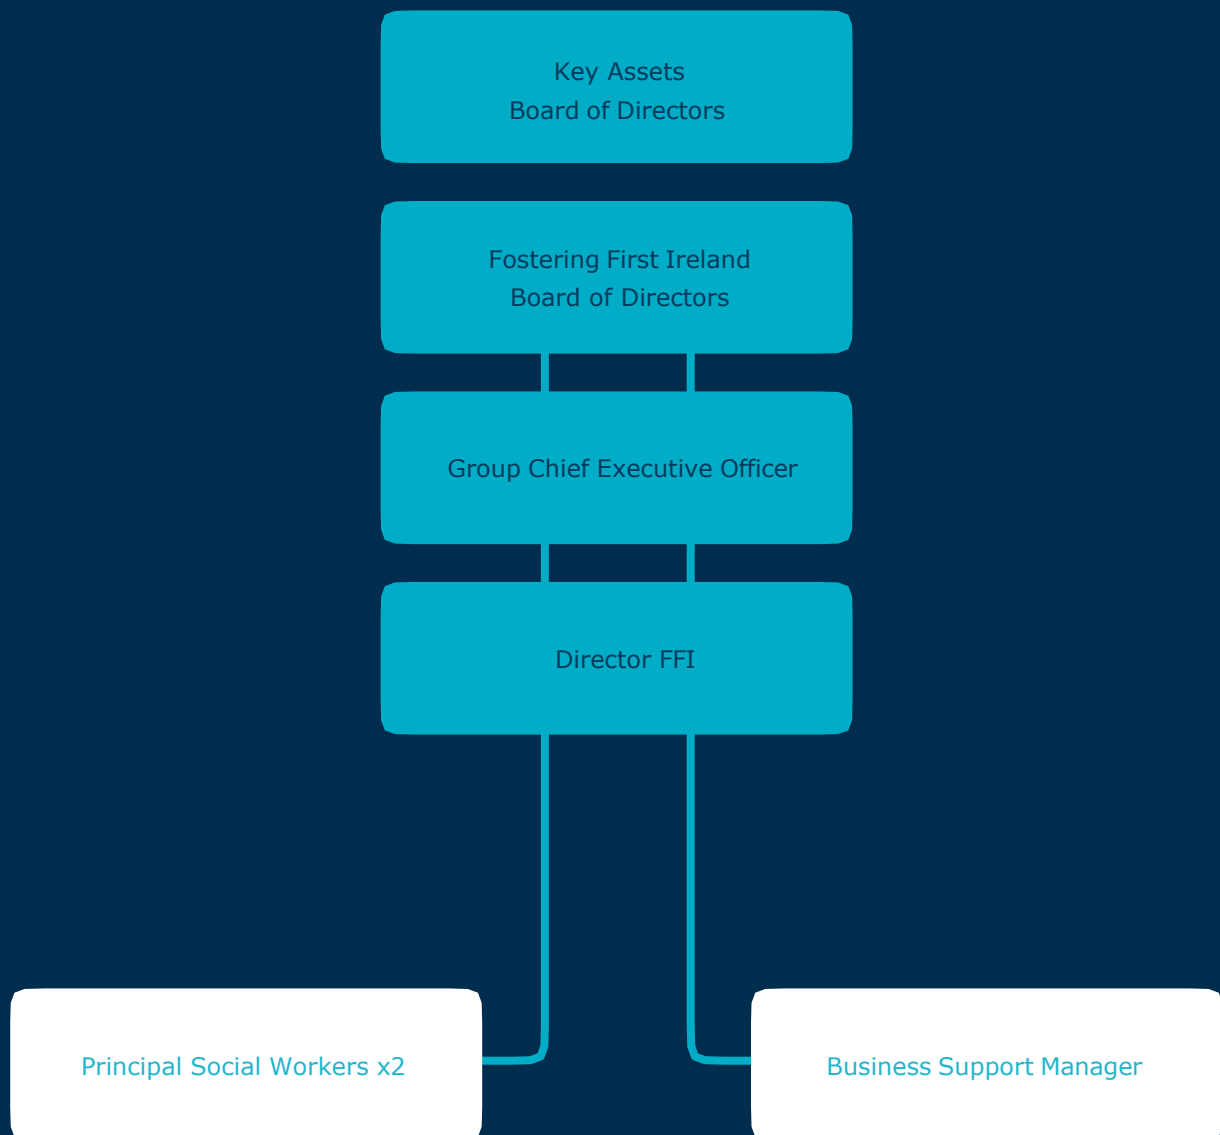 Key Assets
Board of Directors
Fostering First Ireland
Board of Directors
Group Chief Executive Officer
Director FFI
Principal Social Workers x2
Business Support Manager